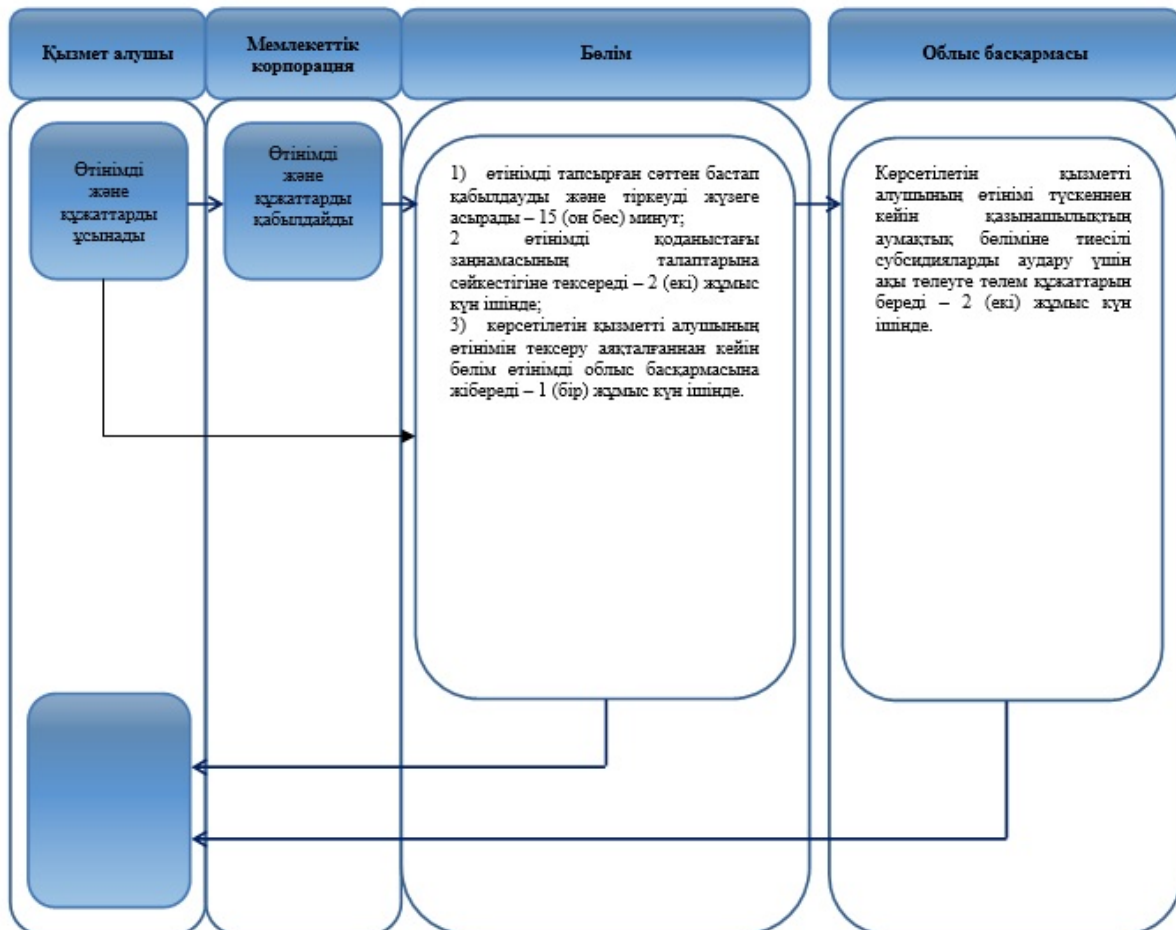 Қызмет алушы
Мемлекеттік
корпорация
Бөлім
Облыс басқармасы
Өтінімді
және
құжаттарды
ұсынады
Өтінімді
және
құжаттарды
қабылдайды
1) өтінімді тапсырған сәттен бастап
қабылдауды және тіркеуді жүзеге
асырады – 15 (он бес) минут;
2 өтінімді қоданыстағы
заңнамасының талаптарына
сәйкестігіне тексереді – 2 (екі) жұмыс
күн ішінде;
3) көрсетілетін қызметті алушының
өтінімін тексеру аяқталғаннан кейін
бөлім өтінімді облыс басқармасына
жібереді – 1 (бір) жұмыс күн ішінде.
Көрсетілетін қызметті
алушының өтінімі түскеннен
кейін қазынашылықтың
аумақтық бөліміне тиесілі
субсидияларды аудару үшін
ақы төлеуге төлем құжаттарын
береді – 2 (екі) жұмыс күн
ішінде.